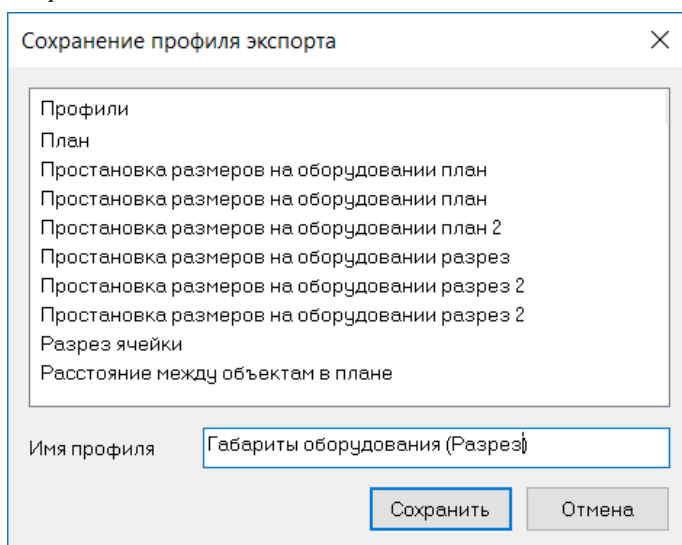 Сохранение профиля экспорта
Профили
План
Простановка размеров на оборудовании план
Простановка размеров на оборудовании план
Простановка размеров на оборудовании план 2
Простановка размеров на оборудовании разрез
Простановка размеров на оборудовании разрез 2
Простановка размеров на оборудовании разрез 2
Разрез ячейки
Расстояние между объектам в плане
Имя профиля Габариты оборудования (Разрез)
Сохранить Отмена